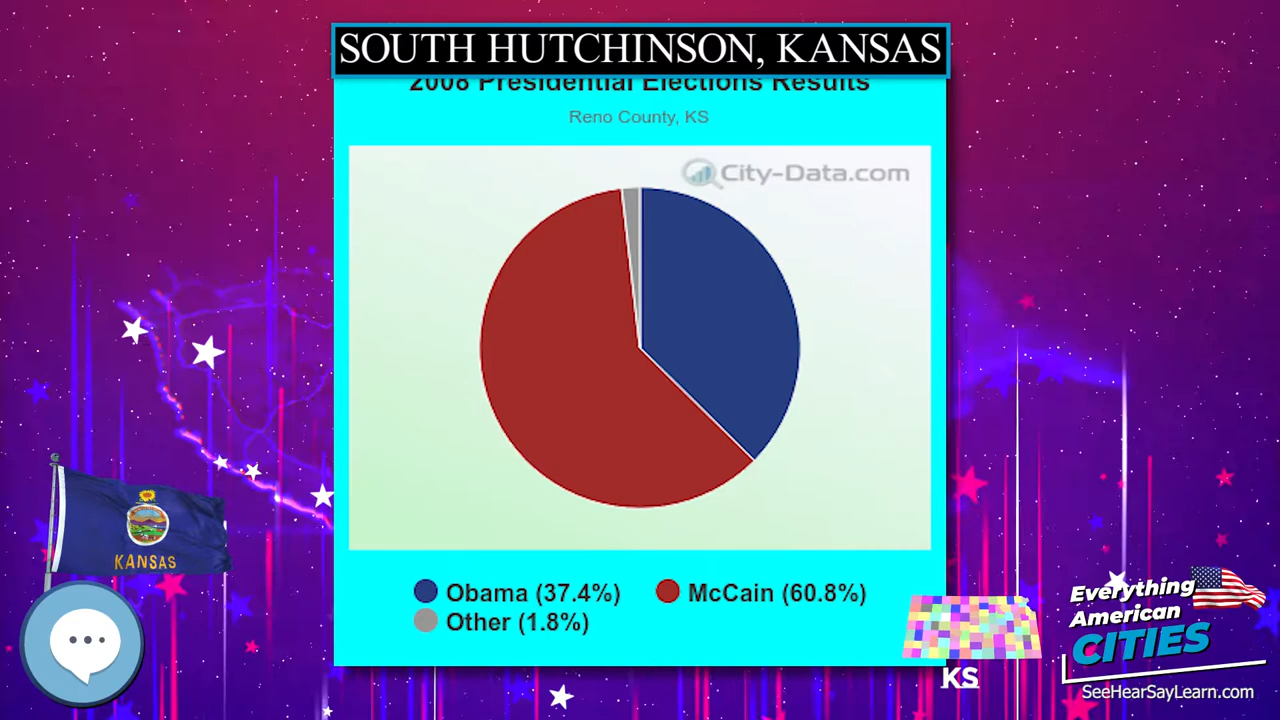 SOUTH HUTCHINSON, KANSAS
2008 Presidential Elections Results
Reno County, KS
City-Data.com
KANSAS
Obama (37.4%)
McCain (60.8%)
Other (1.8%)
KS
Everything
American
CITIES
SeeHearSayLearn.com